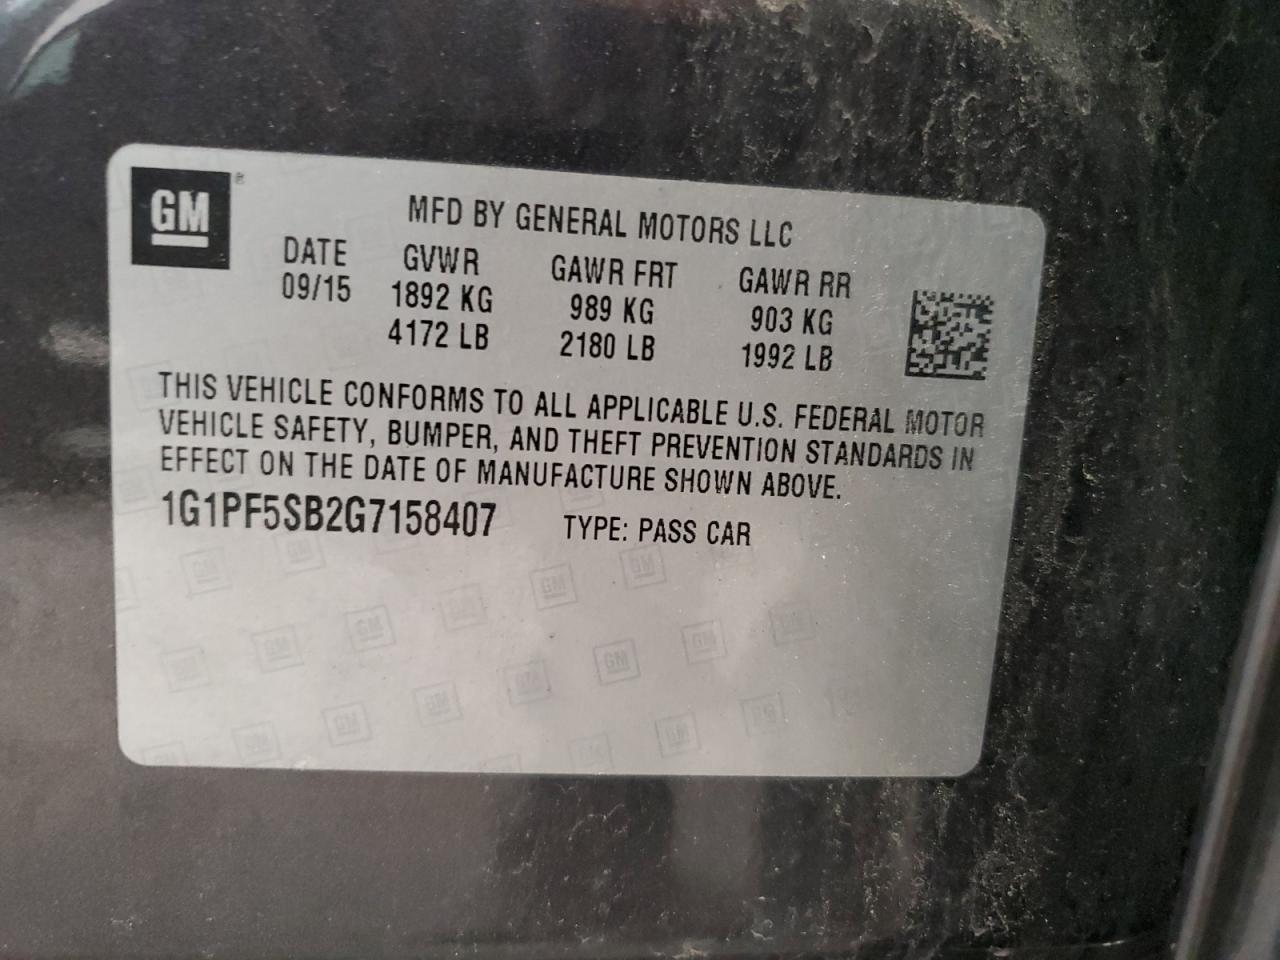 GM ®
MFD BY GENERAL MOTORS LLC
DATE GVWR GAWR FRT GAWR RR
09/15 1892 KG 989 KG 903 KG
4172 LB 2180 LB 1992 LB
THIS VEHICLE CONFORMS TO ALL APPLICABLE U.S. FEDERAL MOTOR
VEHICLE SAFETY, BUMPER, AND THEFT PREVENTION STANDARDS IN
EFFECT ON THE DATE OF MANUFACTURE SHOWN ABOVE.
1G1PF5SB2G7158407 TYPE: PASS CAR